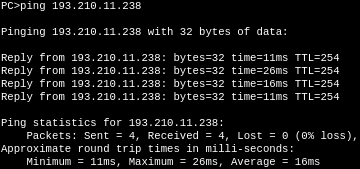 PC>ping 193.210.11.238
Pinging 193.210.11.238 with 32 bytes of data:
Reply from 193.210.11.238: bytes=32 time=11ms TTL=254
Reply from 193.210.11.238: bytes=32 time=26ms TTL=254
Reply from 193.210.11.238: bytes=32 time=16ms TTL=254
Reply from 193.210.11.238: bytes=32 time=11ms TTL=254
Ping statistics for 193.210.11.238:
    Packets: Sent = 4, Received = 4, Lost = 0 (0% loss),
Approximate round trip times in milli-seconds:
    Minimum = 11ms, Maximum = 26ms, Average = 16ms